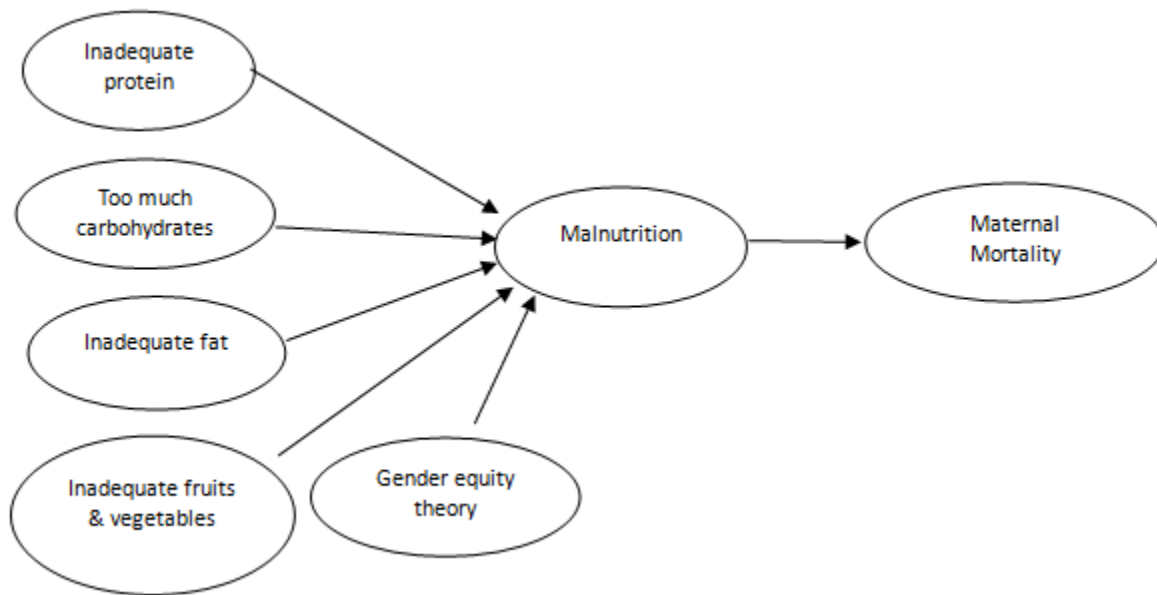 Inadequate
protein
Too much
carbohydrates
Malnutrition
Maternal
Mortality
Inadequate fat
Inadequate fruits
& vegetables
Gender equity
theory